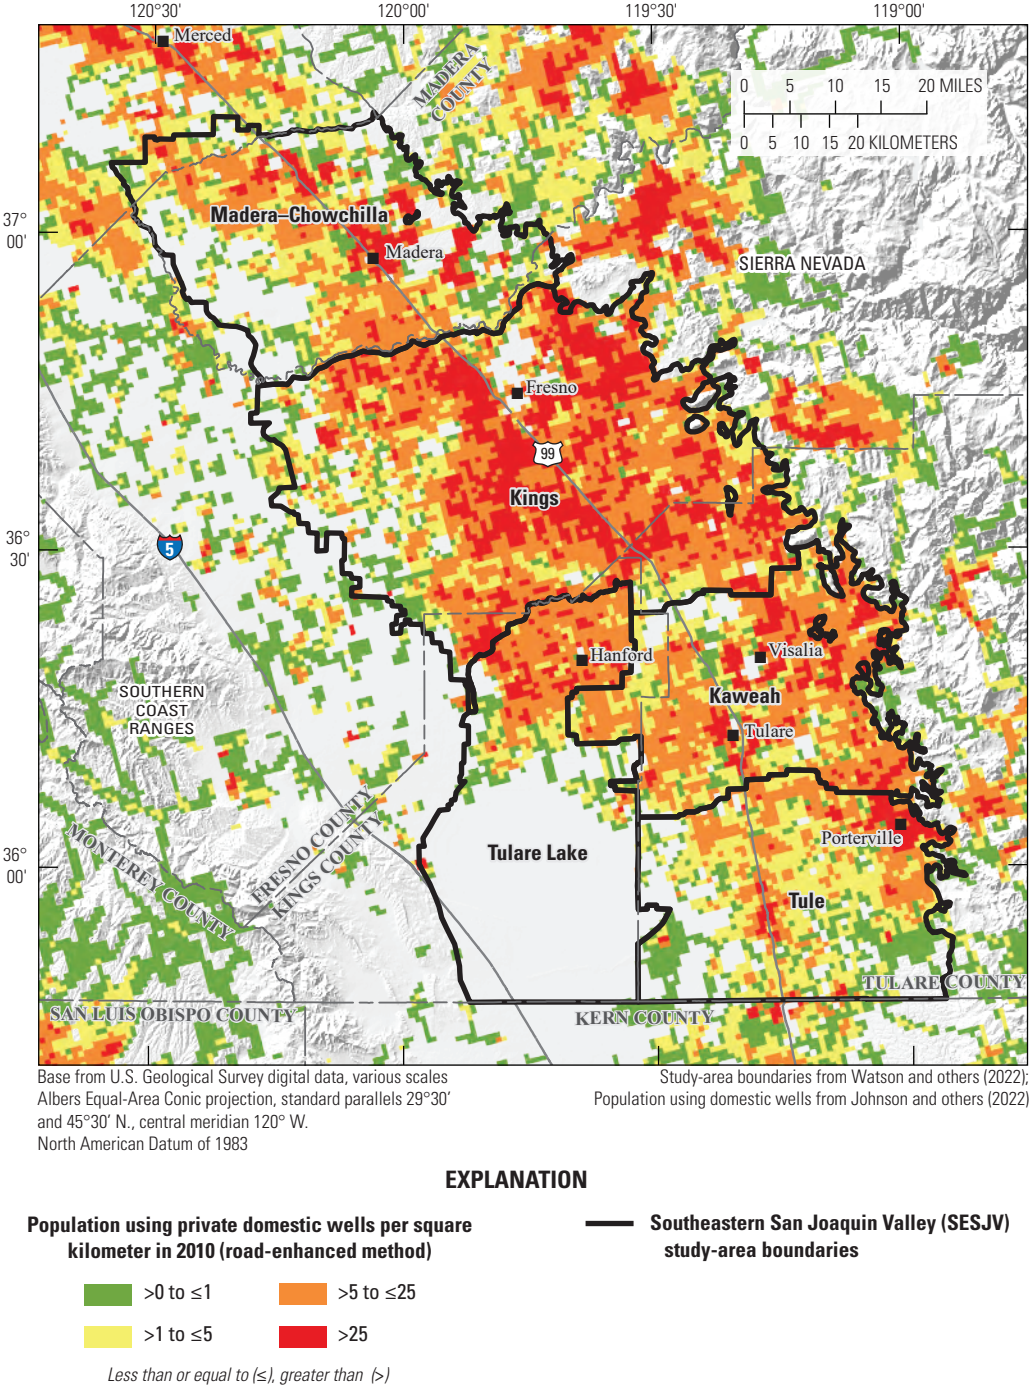 120°30'
120°00'
119°30'
119°00'
Merced
MADERA
COUNTY
0 5 10 15 20 MILES
0 5 10 15 20 KILOMETERS
37°
00'
Madera–Chowchilla
Madera
SIERRA NEVADA
Fresno
99
Kings
36°
30'
5
Hanford
Visalia
SOUTHERN
COAST
RANGES
Kaweah
Tulare
FRESNO COUNTY
KINGS COUNTY
MONTEREY COUNTY
Porterville
Tulare Lake
36°
00'
Tule
TULARE COUNTY
SAN LUIS OBISPO COUNTY
KERN COUNTY
Base from U.S. Geological Survey digital data, various scales
Albers Equal-Area Conic projection, standard parallels 29°30'
and 45°30' N., central meridian 120° W.
North American Datum of 1983
Study-area boundaries from Watson and others (2022);
Population using domestic wells from Johnson and others (2022)
EXPLANATION
Population using private domestic wells per square
kilometer in 2010 (road-enhanced method)
>0 to ≤1
>5 to ≤25
>1 to ≤5
>25
Less than or equal to (≤), greater than (>)
Southeastern San Joaquin Valley (SESJV)
study-area boundaries